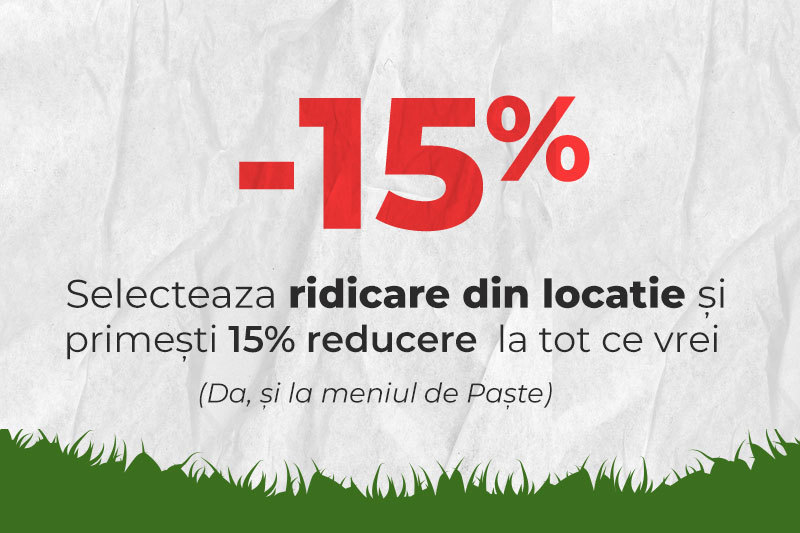 -15%
Selecteaza ridicare din locatie și
primești 15% reducere la tot ce vrei
(Da, și la meniul de Paște)